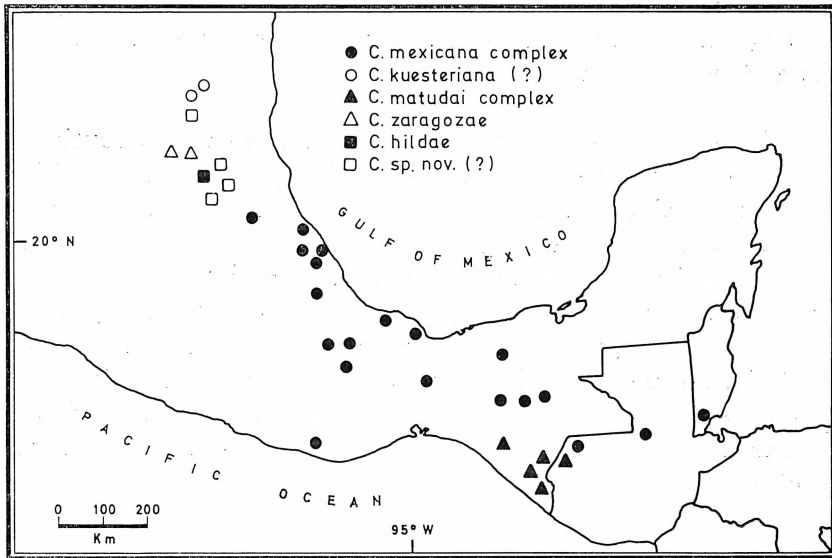 C. mexicana complex
C. kuesteriana (?)
C. matudai complex
C. zaragozae
C. hildae
C. sp. nov. (?)
GULF OF MEXICO
20° N
PACIFIC OCEAN
0 100 200
Km
95° W